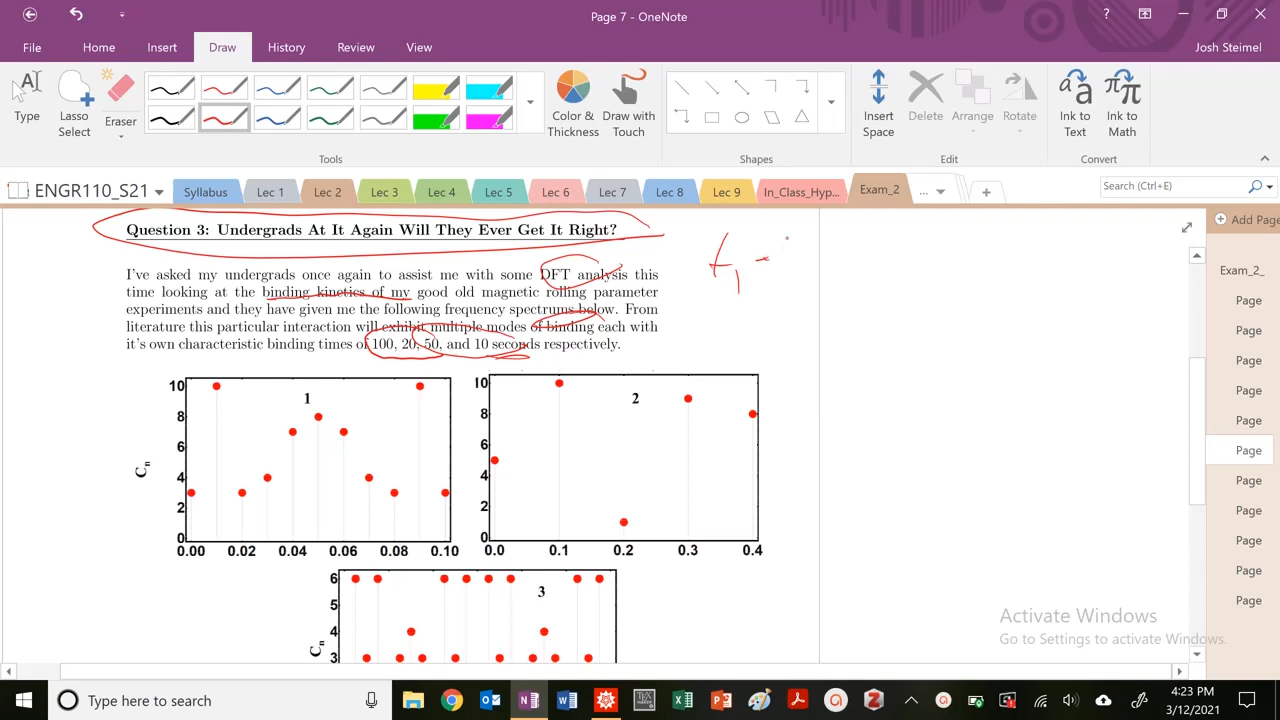 Page 7 - OneNote
Josh Steimel
File Home Insert Draw History Review View
Type
Lasso Select
Eraser
Color & Thickness
Draw with Touch
Insert Space
Delete
Arrange
Rotate
Ink to Text
Ink to Math
Tools
Shapes
Edit
Convert
ENGR110_S21
Syllabus Lec 1 Lec 2 Lec 3 Lec 4 Lec 5 Lec 6 Lec 7 Lec 8 Lec 9 In_Class_Hyp... Exam_2 ...
Search (Ctrl+E)
Add Page
Exam_2_
Page
Page
Page
Page
Page
Page
Page
Page
Page
Page
Page
Question 3: Undergrads At It Again Will They Ever Get It Right?
I've asked my undergrads once again to assist me with some DFT analysis this
time looking at the binding kinetics of my good old magnetic rolling parameter
experiments and they have given me the following frequency spectrums below. From
literature this particular interaction will exhibit multiple modes of binding each with
it's own characteristic binding times of 100, 20, 50, and 10 seconds respectively.
f1 -
10 8 6 4 2 0
Cn
1
0.00 0.02 0.04 0.06 0.08 0.10
10 8 6 4 2 0
2
0.0 0.1 0.2 0.3 0.4
6 5 4 3
Cn
3
Activate Windows
Go to Settings to activate Windows.
Type here to search
4:23 PM
3/12/2021